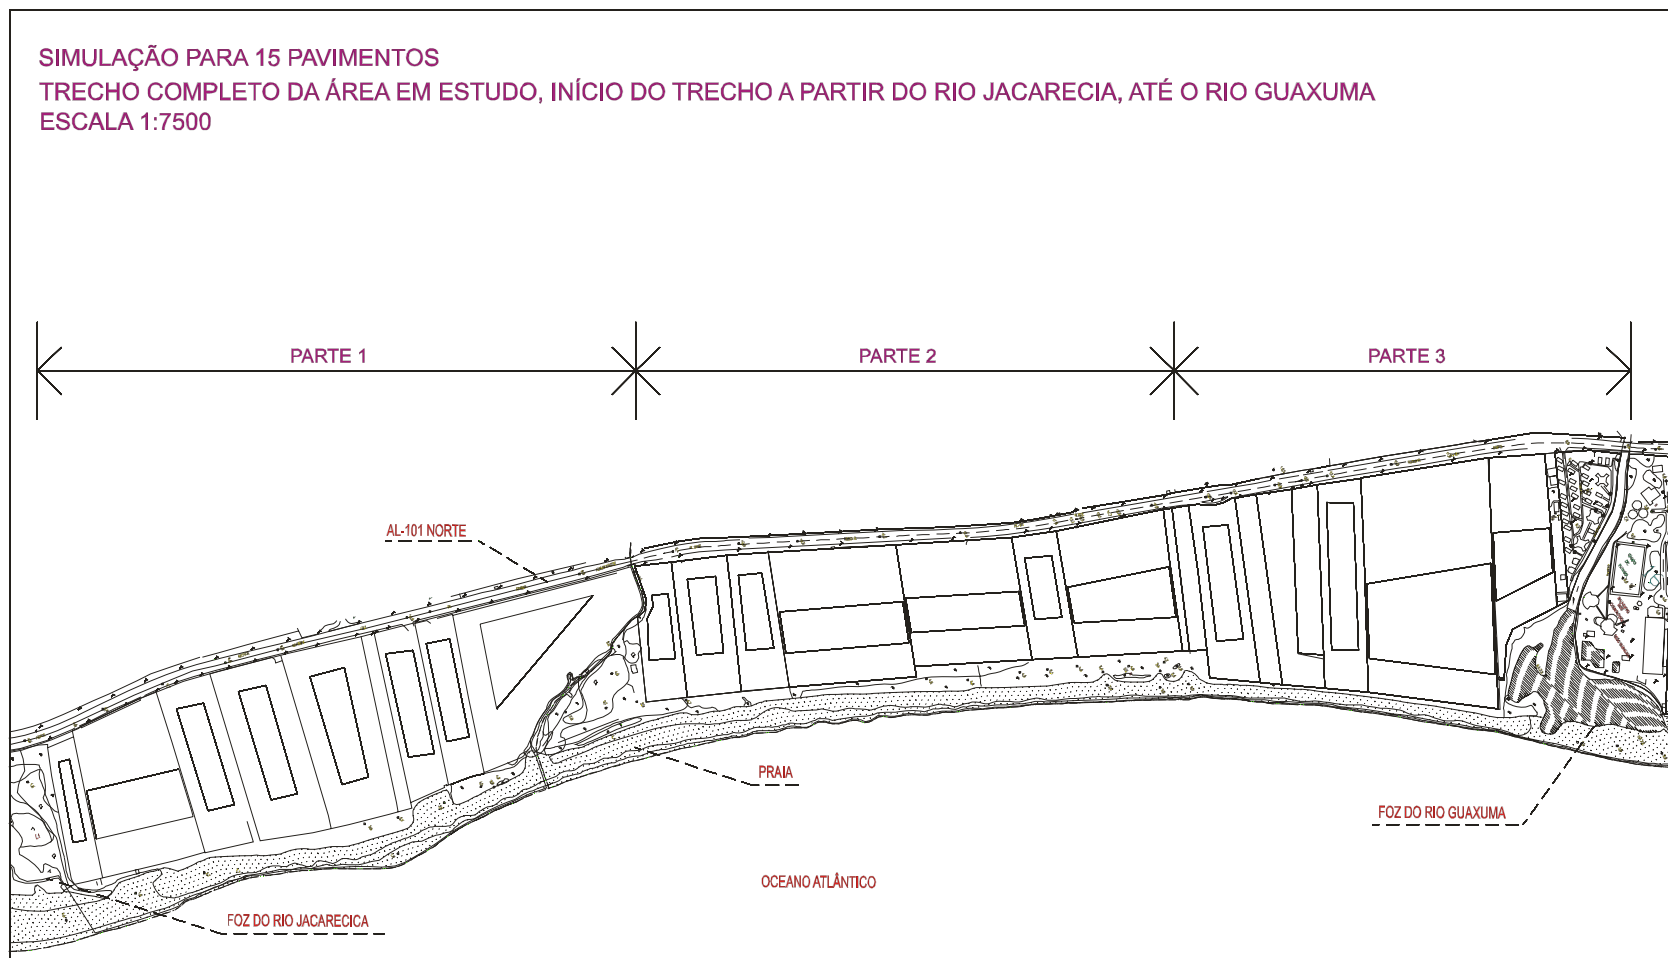 SIMULAÇÃO PARA 15 PAVIMENTOS
TRECHO COMPLETO DA ÁREA EM ESTUDO, INÍCIO DO TRECHO A PARTIR DO RIO JACARECIA, ATÉ O RIO GUAXUMA
ESCALA 1:7500
PARTE 1
PARTE 2
PARTE 3
AL-101 NORTE
PRAIA
FOZ DO RIO GUAXUMA
OCEANO ATLÂNTICO
FOZ DO RIO JACARECICA